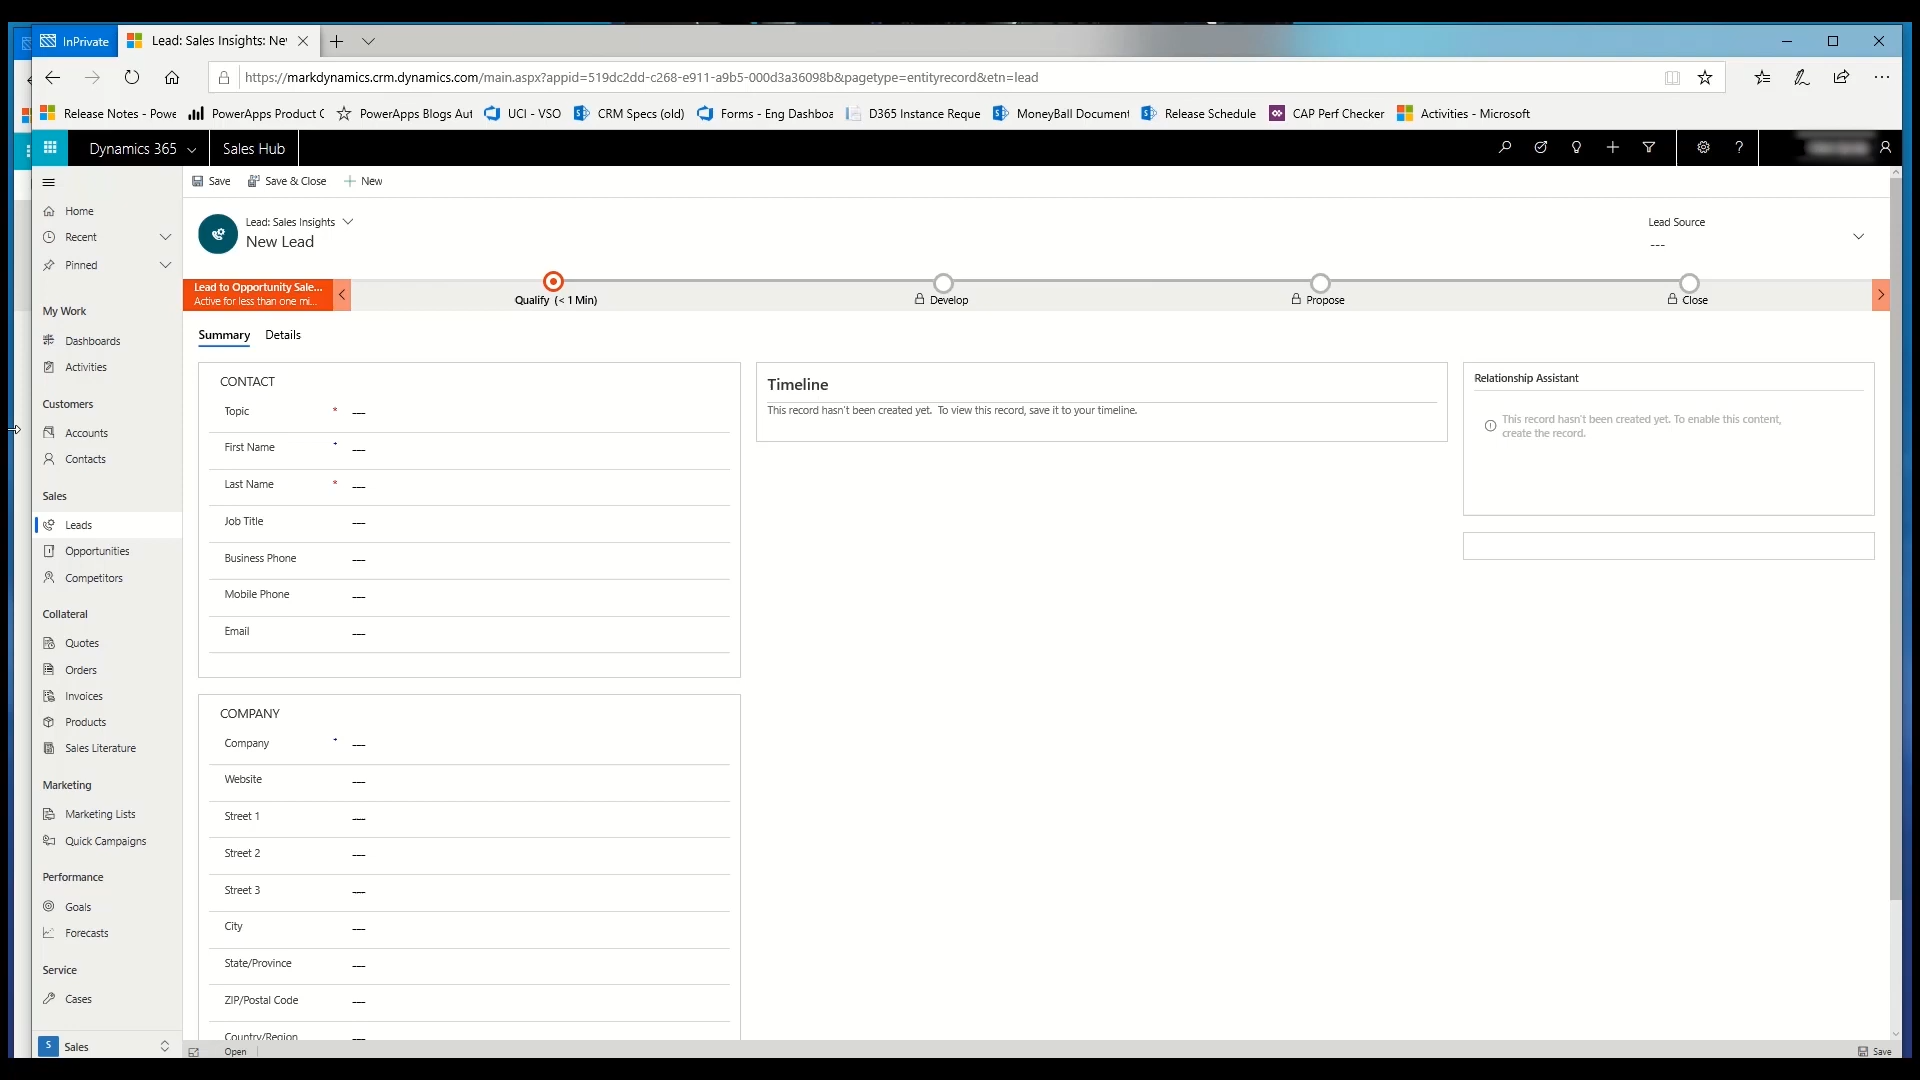 InPrivate
Lead: Sales Insights: Nev
https://markdynamics.crm.dynamics.com/main.aspx?appid=519dc2dd-c268-e911-a9b5-000d3a36098b&pagetype=entityrecord&etn=lead
Release Notes - Powe
PowerApps Product C
PowerApps Blogs Aut
UCI - VSO
CRM Specs (old)
Forms - Eng Dashboa
D365 Instance Reque
MoneyBall Document
Release Schedule
CAP Perf Checker
Activities - Microsoft
Dynamics 365
Sales Hub
Save
Save & Close
New
Home
Recent
Pinned
My Work
Dashboards
Activities
Customers
Accounts
Contacts
Sales
Leads
Opportunities
Competitors
Collateral
Quotes
Orders
Invoices
Products
Sales Literature
Marketing
Marketing Lists
Quick Campaigns
Performance
Goals
Forecasts
Service
Cases
S Sales
Lead: Sales Insights
New Lead
Lead Source
---
Lead to Opportunity Sale...
Active for less than one mi...
Qualify (< 1 Min)
Develop
Propose
Close
Summary
Details
CONTACT
Topic * ---
First Name + ---
Last Name * ---
Job Title ---
Business Phone ---
Mobile Phone ---
Email ---
COMPANY
Company + ---
Website ---
Street 1 ---
Street 2 ---
Street 3 ---
City ---
State/Province ---
ZIP/Postal Code ---
Country/Region ---
Timeline
This record hasn't been created yet. To view this record, save it to your timeline.
Relationship Assistant
This record hasn't been created yet. To enable this content,
create the record.
Open
Save